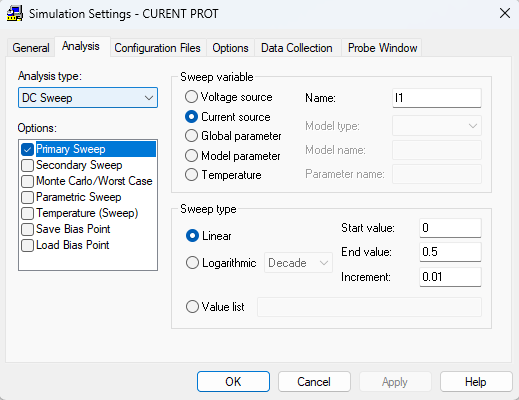 Simulation Settings - CURENT PROT
General Analysis Configuration Files Options Data Collection Probe Window
Analysis type:
DC Sweep
Options:
Primary Sweep
Secondary Sweep
Monte Carlo/Worst Case
Parametric Sweep
Temperature (Sweep)
Save Bias Point
Load Bias Point
Sweep variable
Voltage source
Current source
Global parameter
Model parameter
Temperature
Name: I1
Model type:
Model name:
Parameter name:
Sweep type
Linear
Logarithmic Decade
Value list
Start value: 0
End value: 0.5
Increment: 0.01
OK Cancel Apply Help